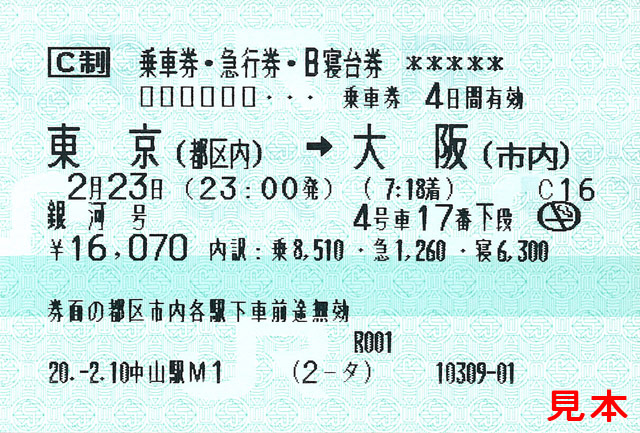 C制 乗車券・急行券・B寝台券 *****
□□□□□□・・・ 乗車券 4日間有効
東 京(都区内) → 大 阪(市内)
2月23日 (23:00発) ( 7:18着) C16
銀 河 号 4号車17番下段
¥16,070 内訳:乗8,510・急1,260・寝6,300
券面の都区市内各駅下車前途無効
R001
20.-2.10中山駅M1 (2-タ) 10309-01
見本